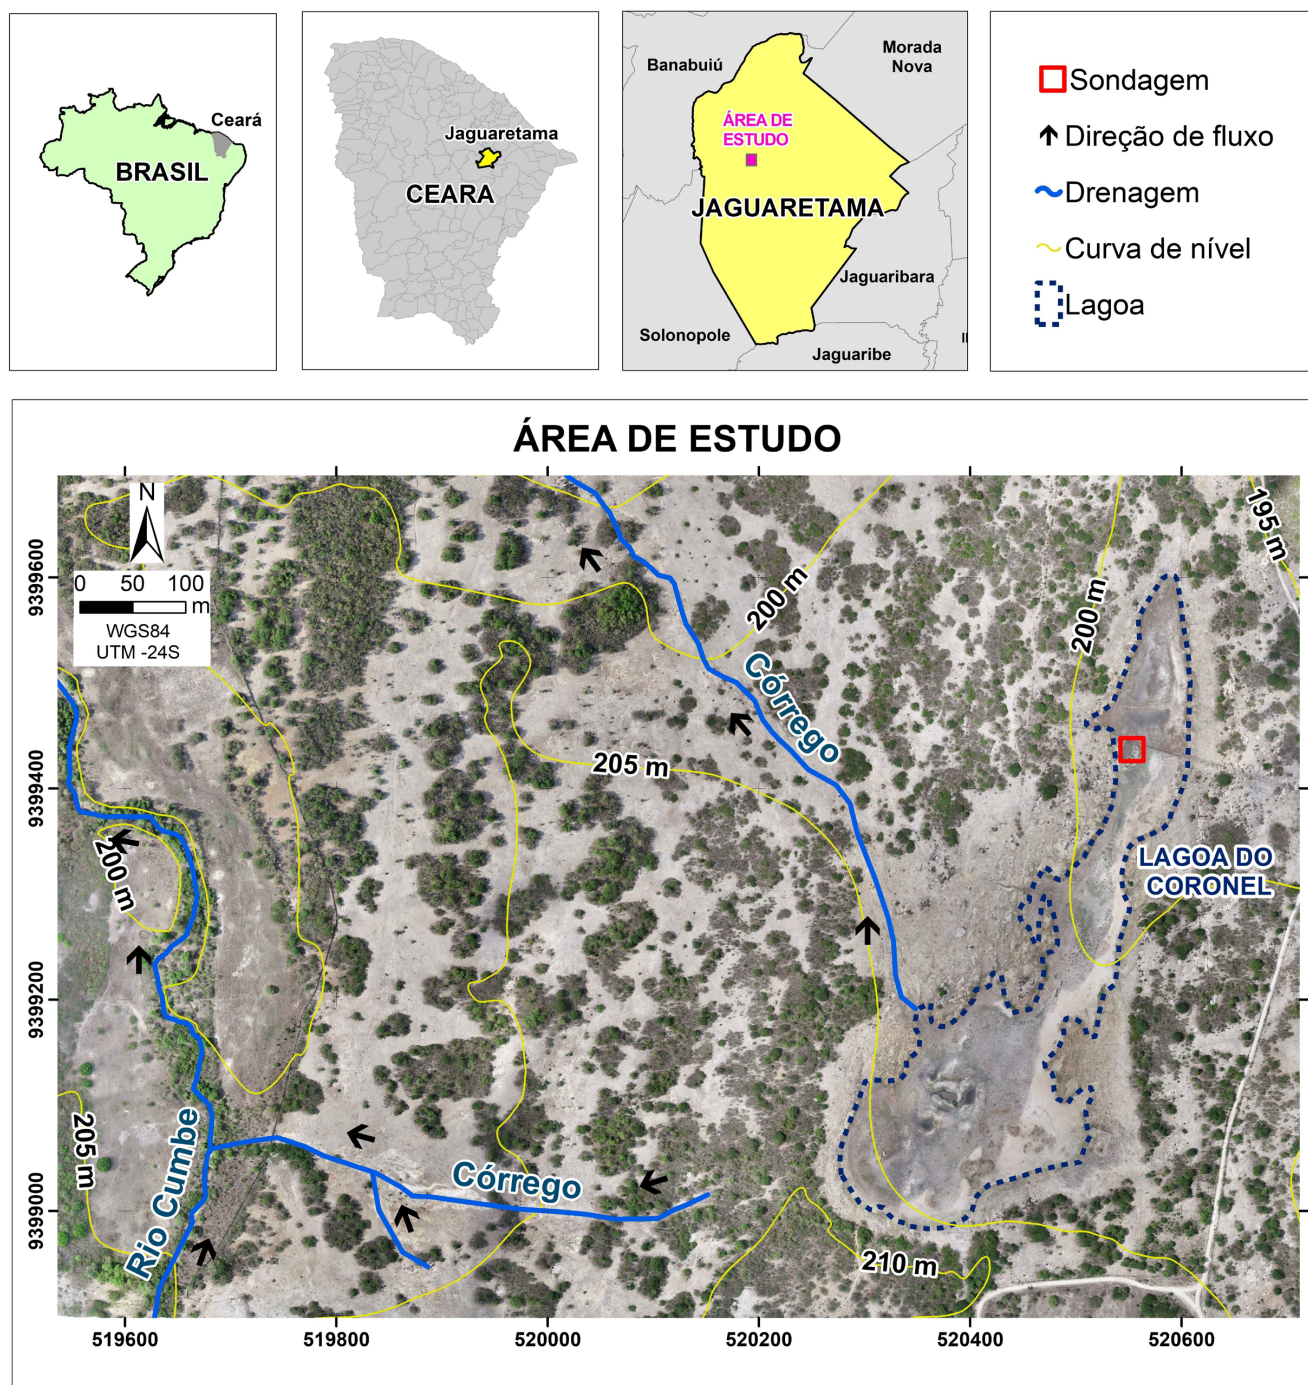 Ceará
BRASIL
Jaguaretama
CEARA
Banabuiú
Morada
Nova
ÁREA DE
ESTUDO
JAGUARETAMA
Jaguaribara
Solonopole
Jaguaribe
Sondagem
Direção de fluxo
Drenagem
Curva de nível
Lagoa
ÁREA DE ESTUDO
N
0 50 100
m
WGS84
UTM -24S
195 m
200 m
200 m
Córrego
205 m
200 m
LAGOA DO
CORONEL
205 m
Rio Cumbe
Córrego
210 m
9399600
9399400
9399200
9399000
519600 519800 520000 520200 520400 520600